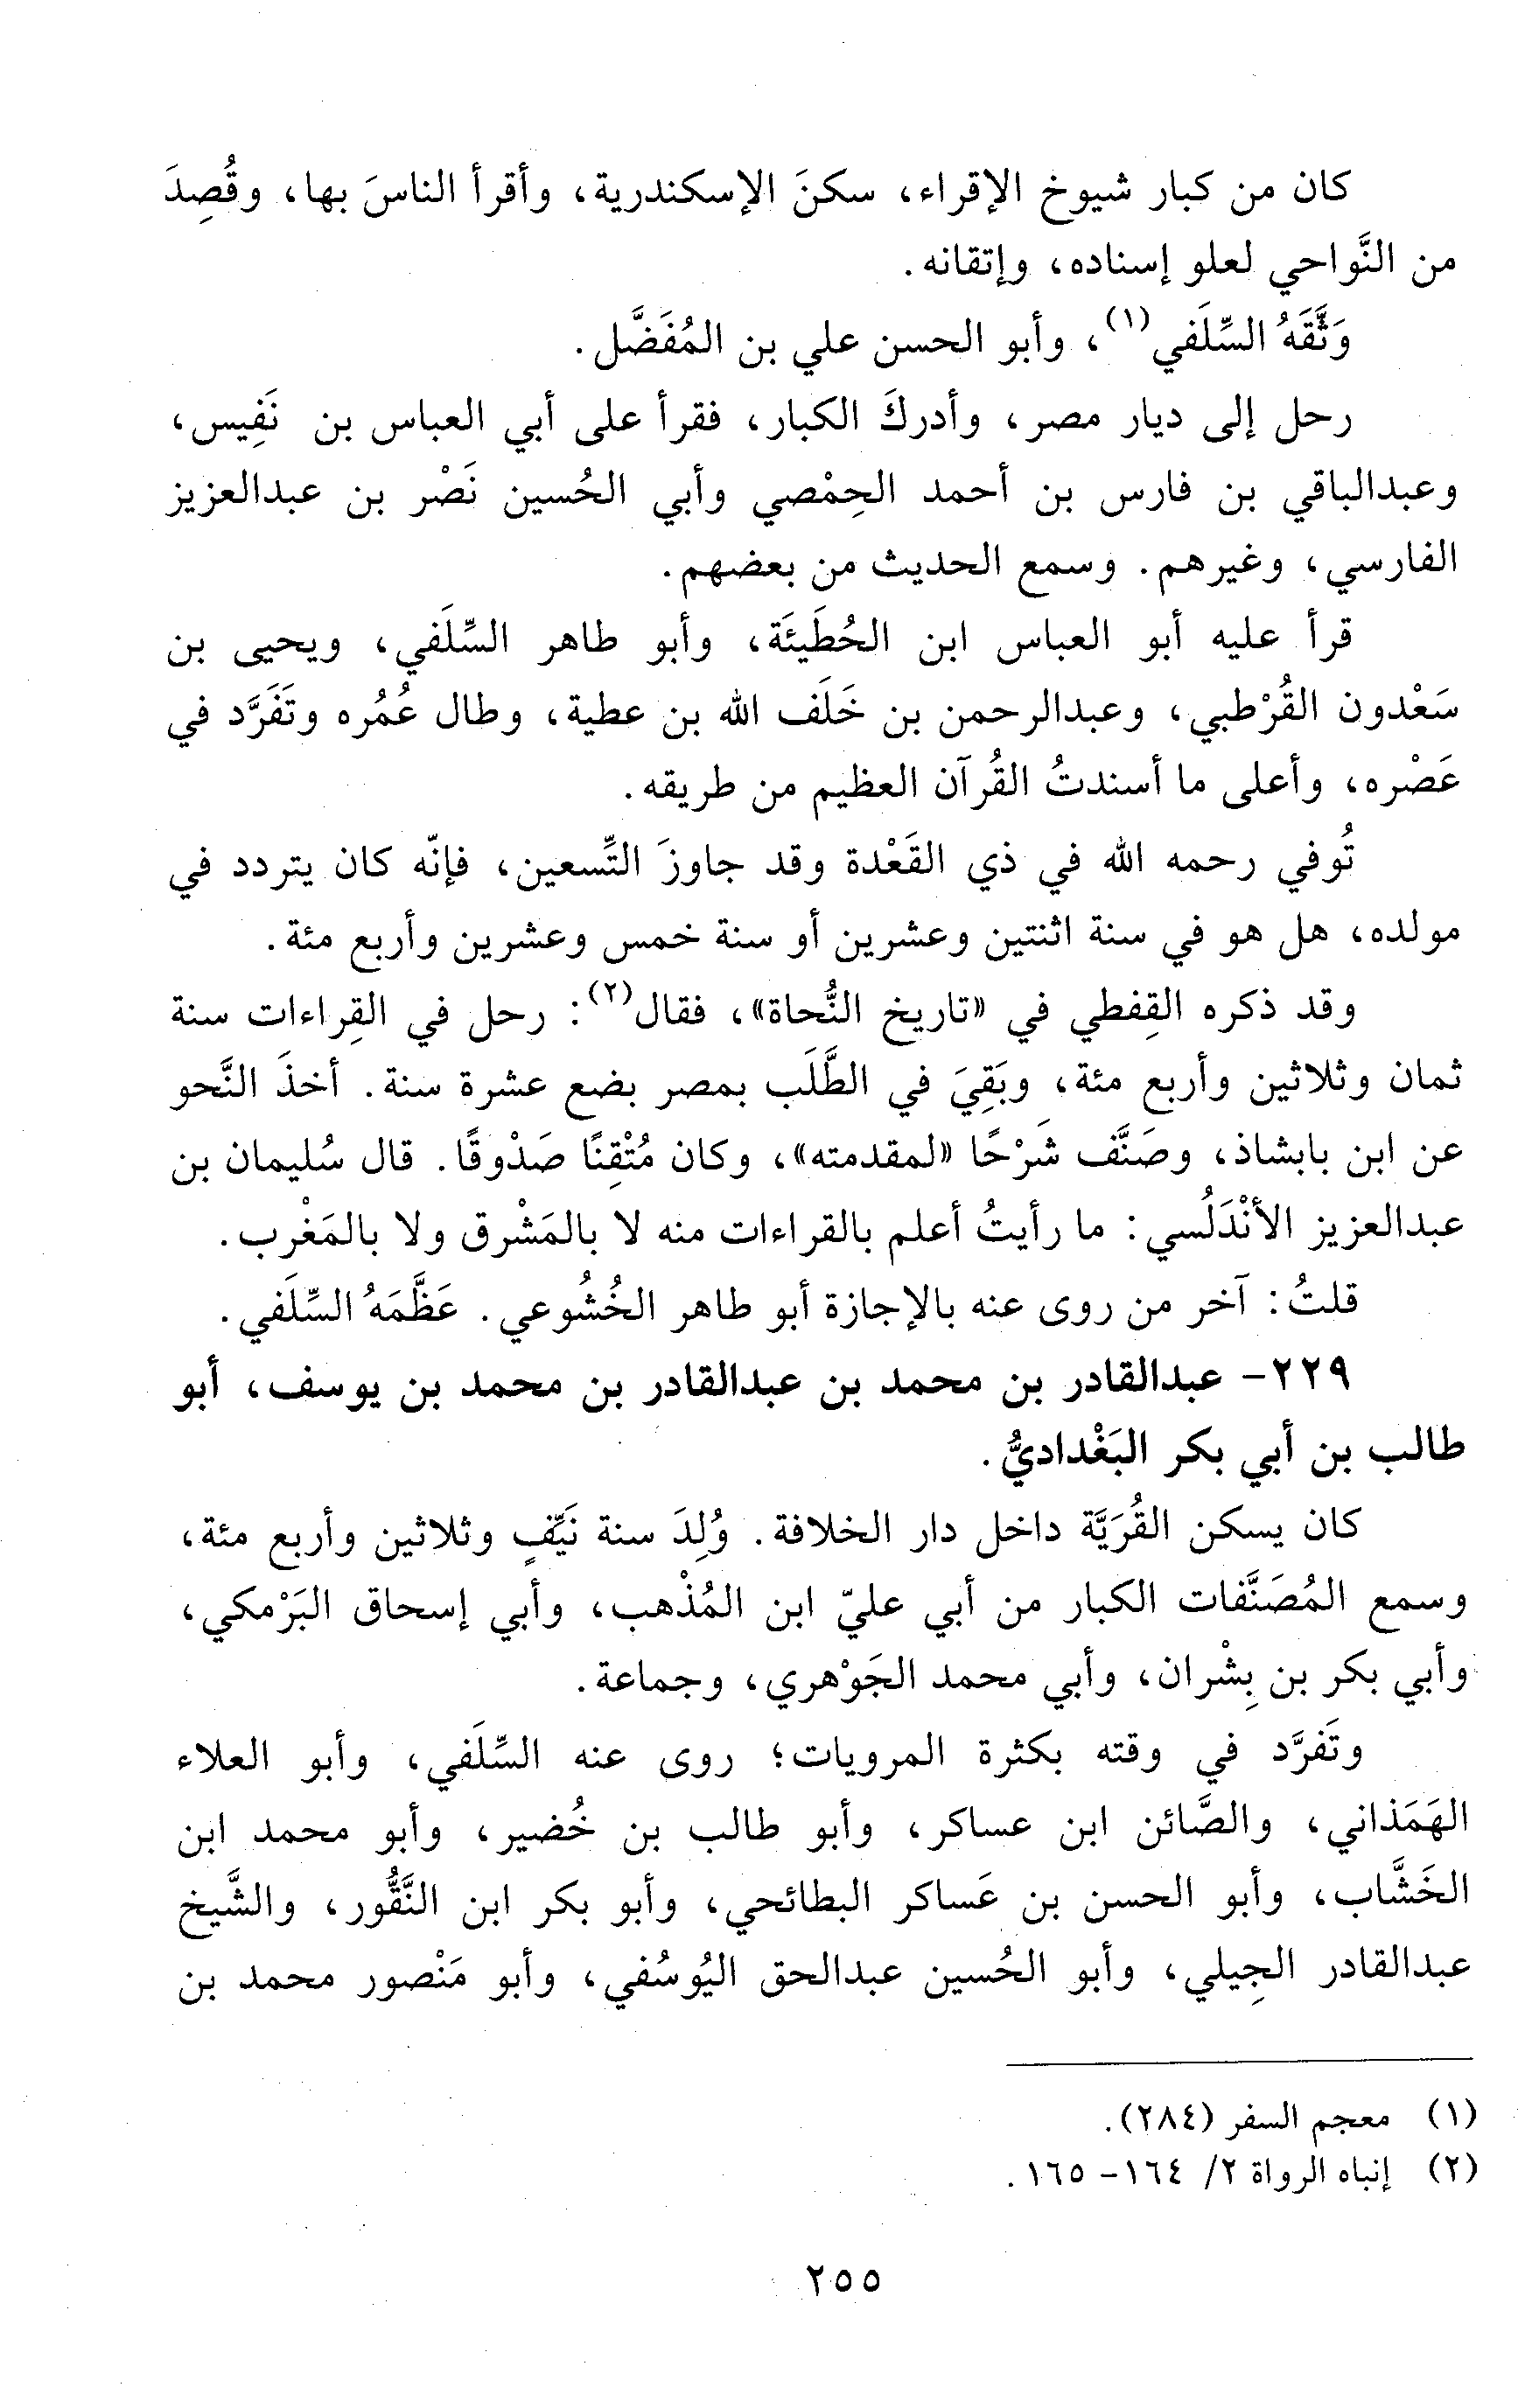 كان من كبار شيوخ الإقراء، سكنَ الإسكندرية، وأقرأ الناسَ بها، وقُصِدَ
من النَّواحي لعلو إسناده، وإتقانه.
وَثَّقَهُ السِّلَفي(١)، وأبو الحسن علي بن المُفَضَّل.
رحل إلى ديار مصر، وأدركَ الكبار، فقرأ على أبي العباس بن نَفِيس،
وعبدالباقي بن فارس بن أحمد الحِمْصي وأبي الحُسين نَصْر بن عبدالعزيز
الفارسي، وغيرهم. وسمع الحديث من بعضهم.
قرأ عليه أبو العباس ابن الحُطَيئَة، وأبو طاهر السِّلَفي، ويحيى بن
سَعْدون القُرْطبي، وعبدالرحمن بن خَلَف الله بن عطية، وطال عُمُره وتَفَرَّد في
عَصْره، وأعلى ما أسندتُ القُرآن العظيم من طريقه.
تُوفي رحمه الله في ذي القَعْدة وقد جاوزَ التِّسعين، فإنّه كان يتردد في
مولده، هل هو في سنة اثنتين وعشرين أو سنة خمس وعشرين وأربع مئة.
وقد ذكره القِفطي في «تاريخ النُّحاة»، فقال(٢): رحل في القِراءات سنة
ثمان وثلاثين وأربع مئة، وبَقِيَ في الطَّلَب بمصر بضع عشرة سنة. أخذَ النَّحو
عن ابن بابشاذ، وصَنَّف شَرْحًا «لمقدمته»، وكان مُتْقِنًا صَدْوقًا. قال سُليمان بن
عبدالعزيز الأنْدَلُسي: ما رأيتُ أعلم بالقراءات منه لا بالمَشْرق ولا بالمَغْرب.
قلتُ: آخر من روى عنه بالإجازة أبو طاهر الخُشُوعي. عَظَّمَهُ السِّلَفي.
٢٢٩- عبدالقادر بن محمد بن عبدالقادر بن محمد بن يوسف، أبو
طالب بن أبي بكر البَغْداديُّ.
كان يسكن القُرَيَّة داخل دار الخلافة. وُلِدَ سنة نَيِّفٍ وثلاثين وأربع مئة،
وسمع المُصَنَّفات الكبار من أبي عليّ ابن المُذْهب، وأبي إسحاق البَرْمكي،
وأبي بكر بن بِشْران، وأبي محمد الجَوْهري، وجماعة.
وتَفرَّد في وقته بكثرة المرويات؛ روى عنه السِّلَفي، وأبو العلاء
الهَمَذاني، والصَّائن ابن عساكر، وأبو طالب بن خُضير، وأبو محمد ابن
الخَشَّاب، وأبو الحسن بن عَساكر البطائحي، وأبو بكر ابن النَّقُّور، والشَّيخ
عبدالقادر الجِيلي، وأبو الحُسين عبدالحق اليُوسُفي، وأبو مَنْصور محمد بن
(١) معجم السفر (٢٨٤).
(٢) إنباه الرواة ٢/ ١٦٤- ١٦٥.
٢٥٥